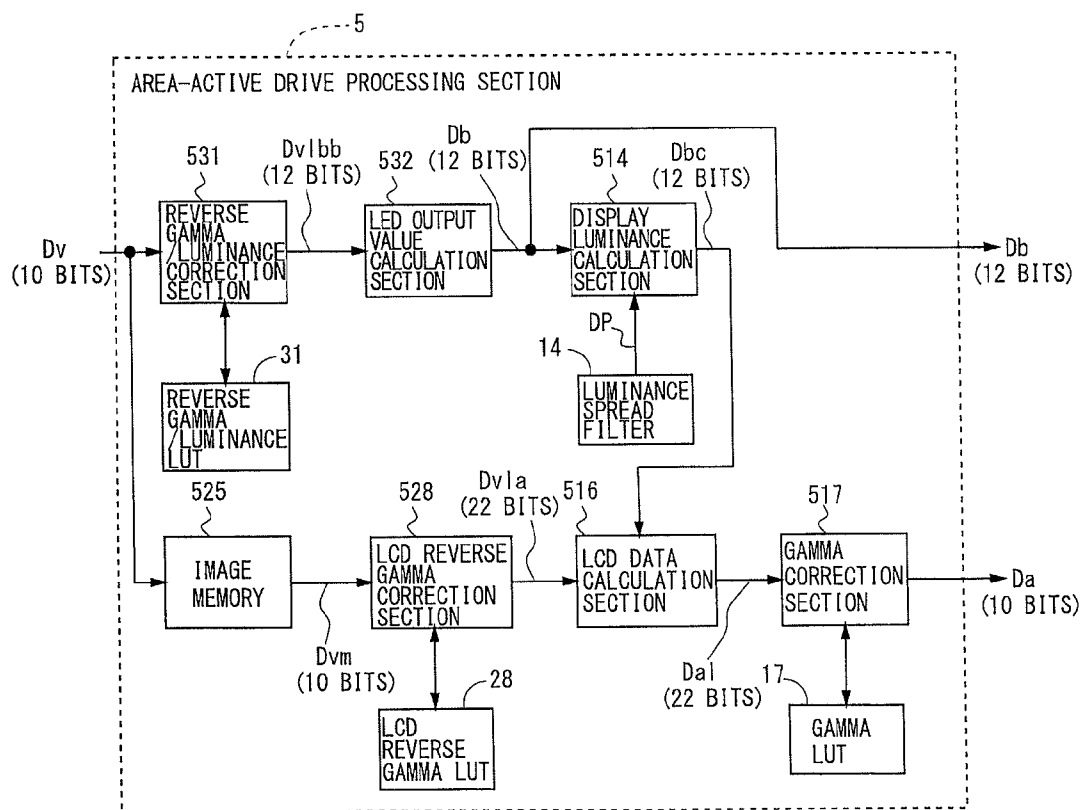 5
AREA-ACTIVE DRIVE PROCESSING SECTION
531
Dvlbb
(12 BITS)
532
Db
(12 BITS)
514
Dbc
(12 BITS)
Dv
(10 BITS)
REVERSE
GAMMA
/LUMINANCE
CORRECTION
SECTION
LED OUTPUT
VALUE
CALCULATION
SECTION
DISPLAY
LUMINANCE
CALCULATION
SECTION
Db
(12 BITS)
DP
31
REVERSE
GAMMA
/LUMINANCE
LUT
14
LUMINANCE
SPREAD
FILTER
525
528
Dvla
(22 BITS)
516
517
IMAGE
MEMORY
LCD REVERSE
GAMMA
CORRECTION
SECTION
LCD DATA
CALCULATION
SECTION
GAMMA
CORRECTION
SECTION
Da
(10 BITS)
Dvm
(10 BITS)
Dal
(22 BITS)
28
LCD
REVERSE
GAMMA LUT
17
GAMMA
LUT